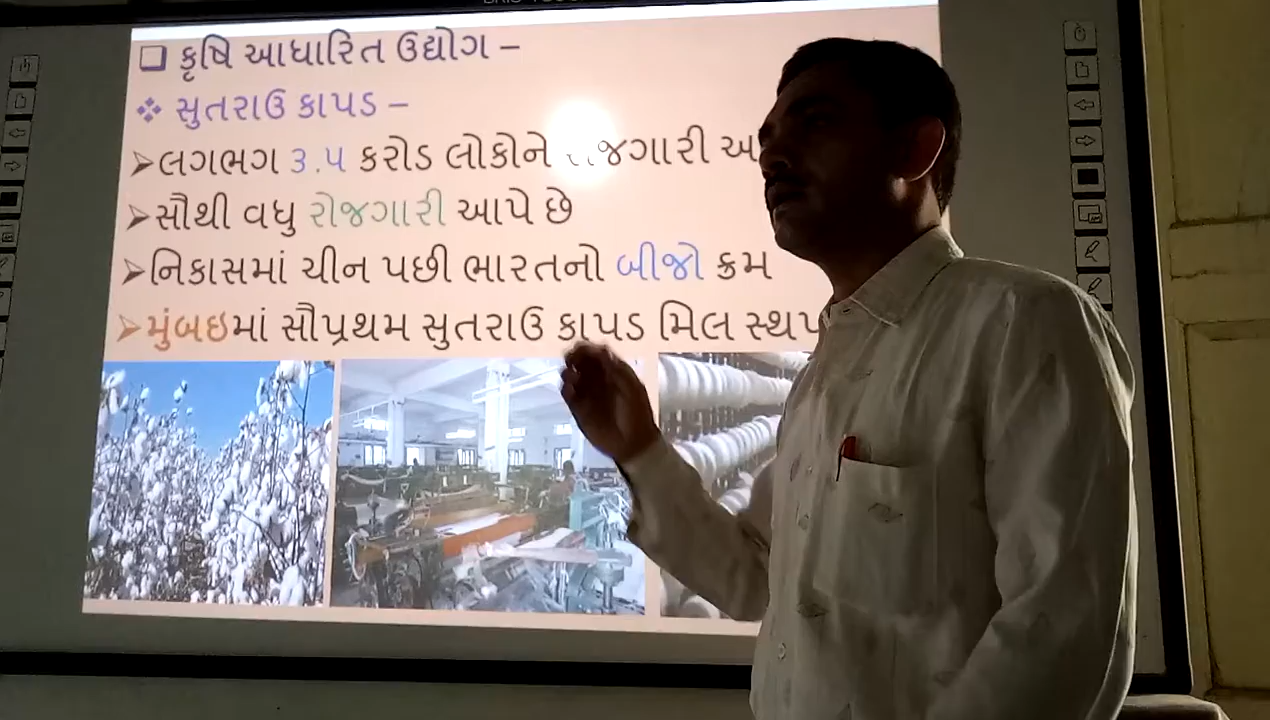 કૃષિ આધારિત ઉદ્યોગ –
સુતરાઉ કાપડ –
લગભગ ૩.૫ કરોડ લોકોને
સૌથી વધુ રોજગારી આપે છે
નિકાસમાં ચીન પછી ભારતનો બીજો ક્રમ
મુંબઇમાં સૌપ્રથમ સુતરાઉ કાપડ મિલ